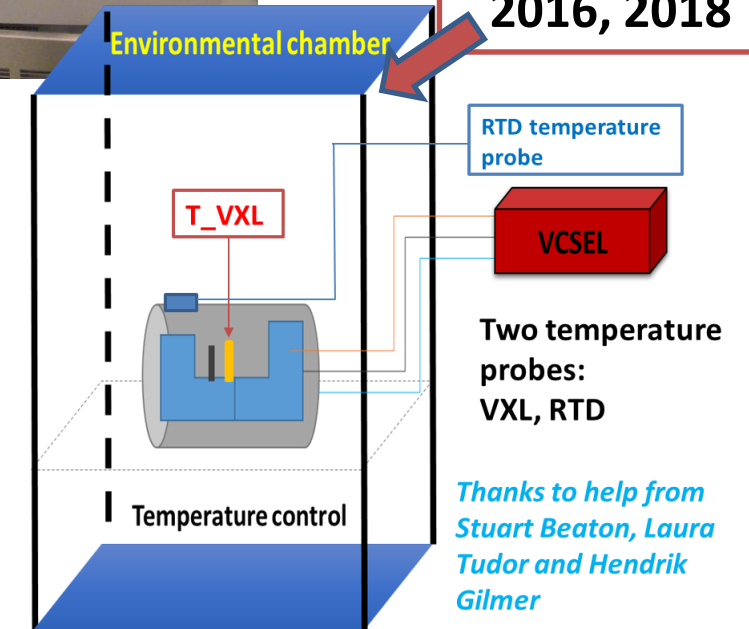 2016, 2018
Environmental chamber
RTD temperature
probe
T_VXL
VCSEL
Two temperature
probes:
VXL, RTD
Thanks to help from
Stuart Beaton, Laura
Tudor and Hendrik
Gilmer
Temperature control